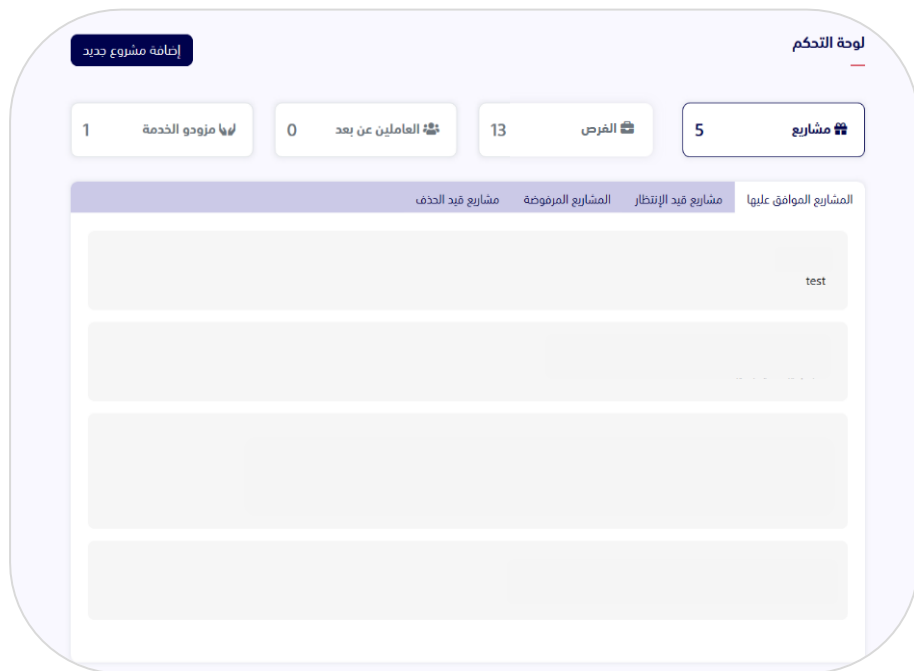 لوحة التحكم
إضافة مشروع جديد
مشاريع 5
الفرص 13
العاملين عن بعد 0
مزودو الخدمة 1
المشاريع الموافق عليها
مشاريع قيد الإنتظار
المشاريع المرفوضة
مشاريع قيد الحذف
test